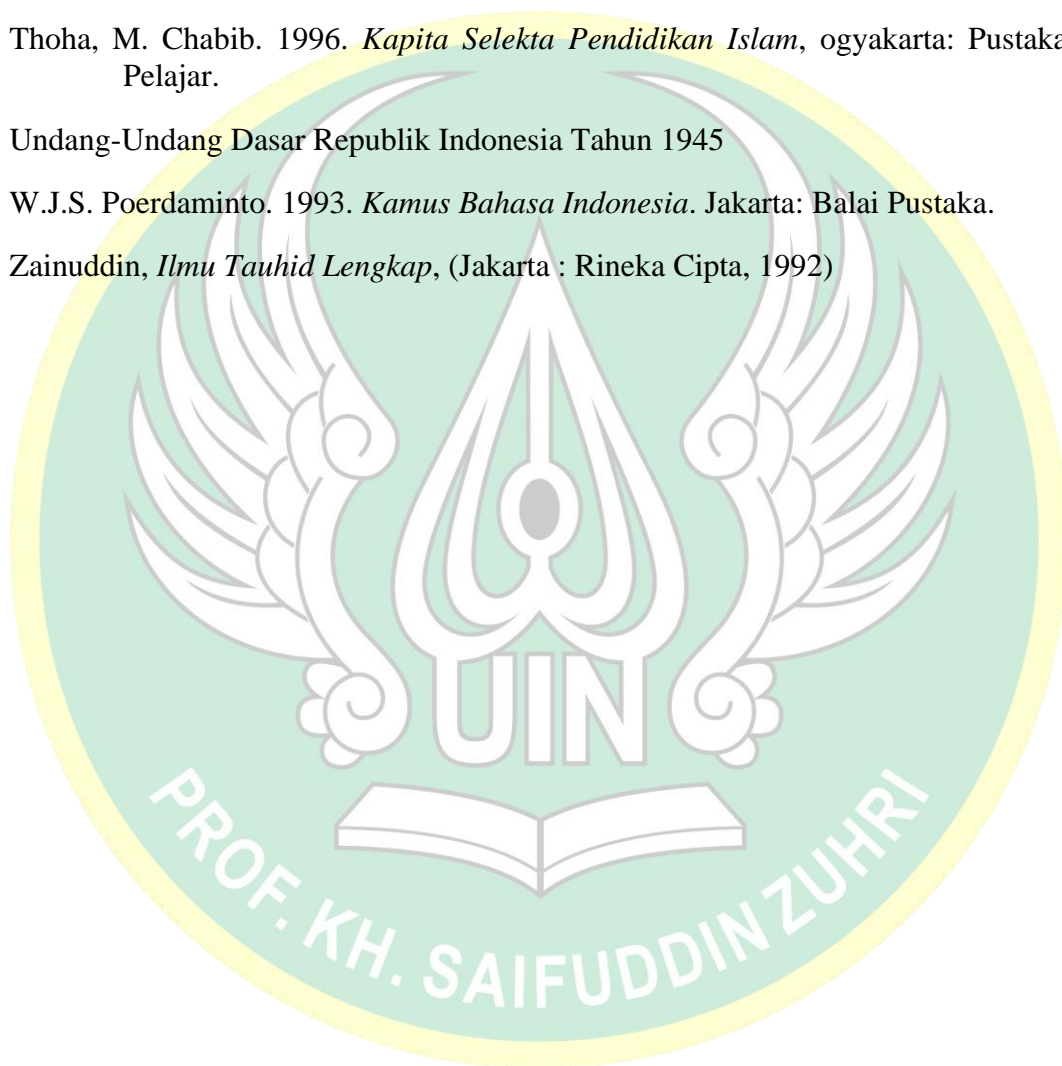 Thoha, M. Chabib. 1996. Kapita Selekta Pendidikan Islam, ogyakarta: Pustaka
Pelajar.
Undang-Undang Dasar Republik Indonesia Tahun 1945
W.J.S. Poerdaminto. 1993. Kamus Bahasa Indonesia. Jakarta: Balai Pustaka.
Zainuddin, Ilmu Tauhid Lengkap, (Jakarta : Rineka Cipta, 1992)
UIN
PROF. KH. SAIFUDDIN ZUHRI